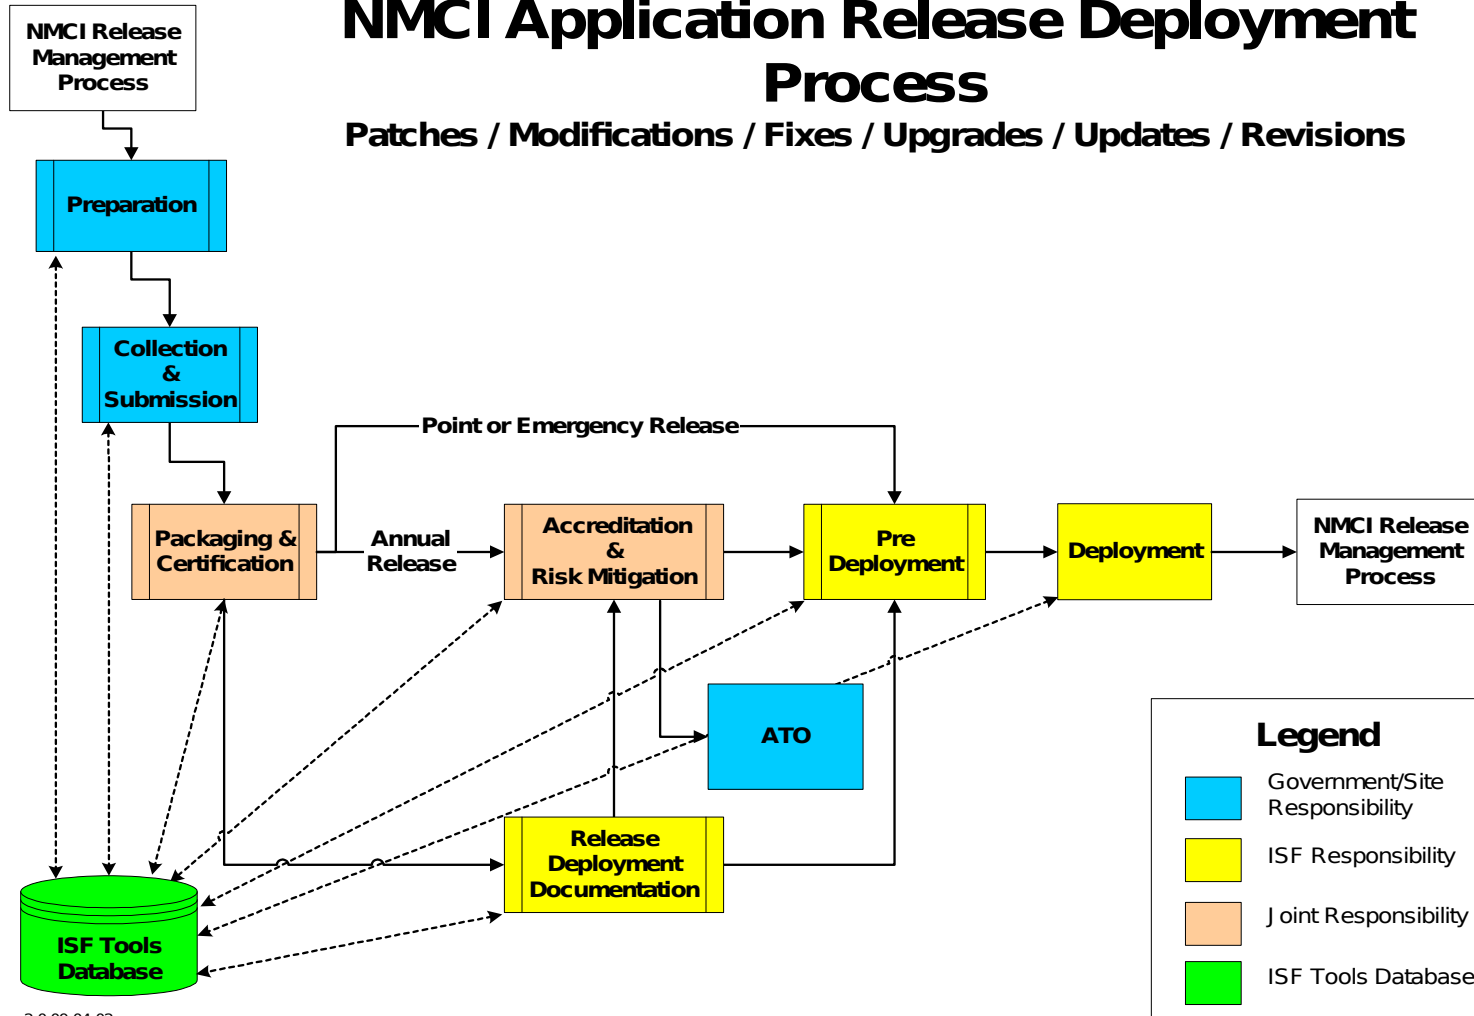 NMCI Application Release Deployment
Process
Patches / Modifications / Fixes / Upgrades / Updates / Revisions
NMCI Release
Management
Process
Preparation
Collection
&
Submission
Point or Emergency Release
Packaging &
Certification
Annual
Release
Accreditation
&
Risk Mitigation
Pre
Deployment
Deployment
NMCI Release
Management
Process
ATO
Release
Deployment
Documentation
ISF Tools
Database
Legend
Government/Site
Responsibility
ISF Responsibility
Joint Responsibility
ISF Tools Database